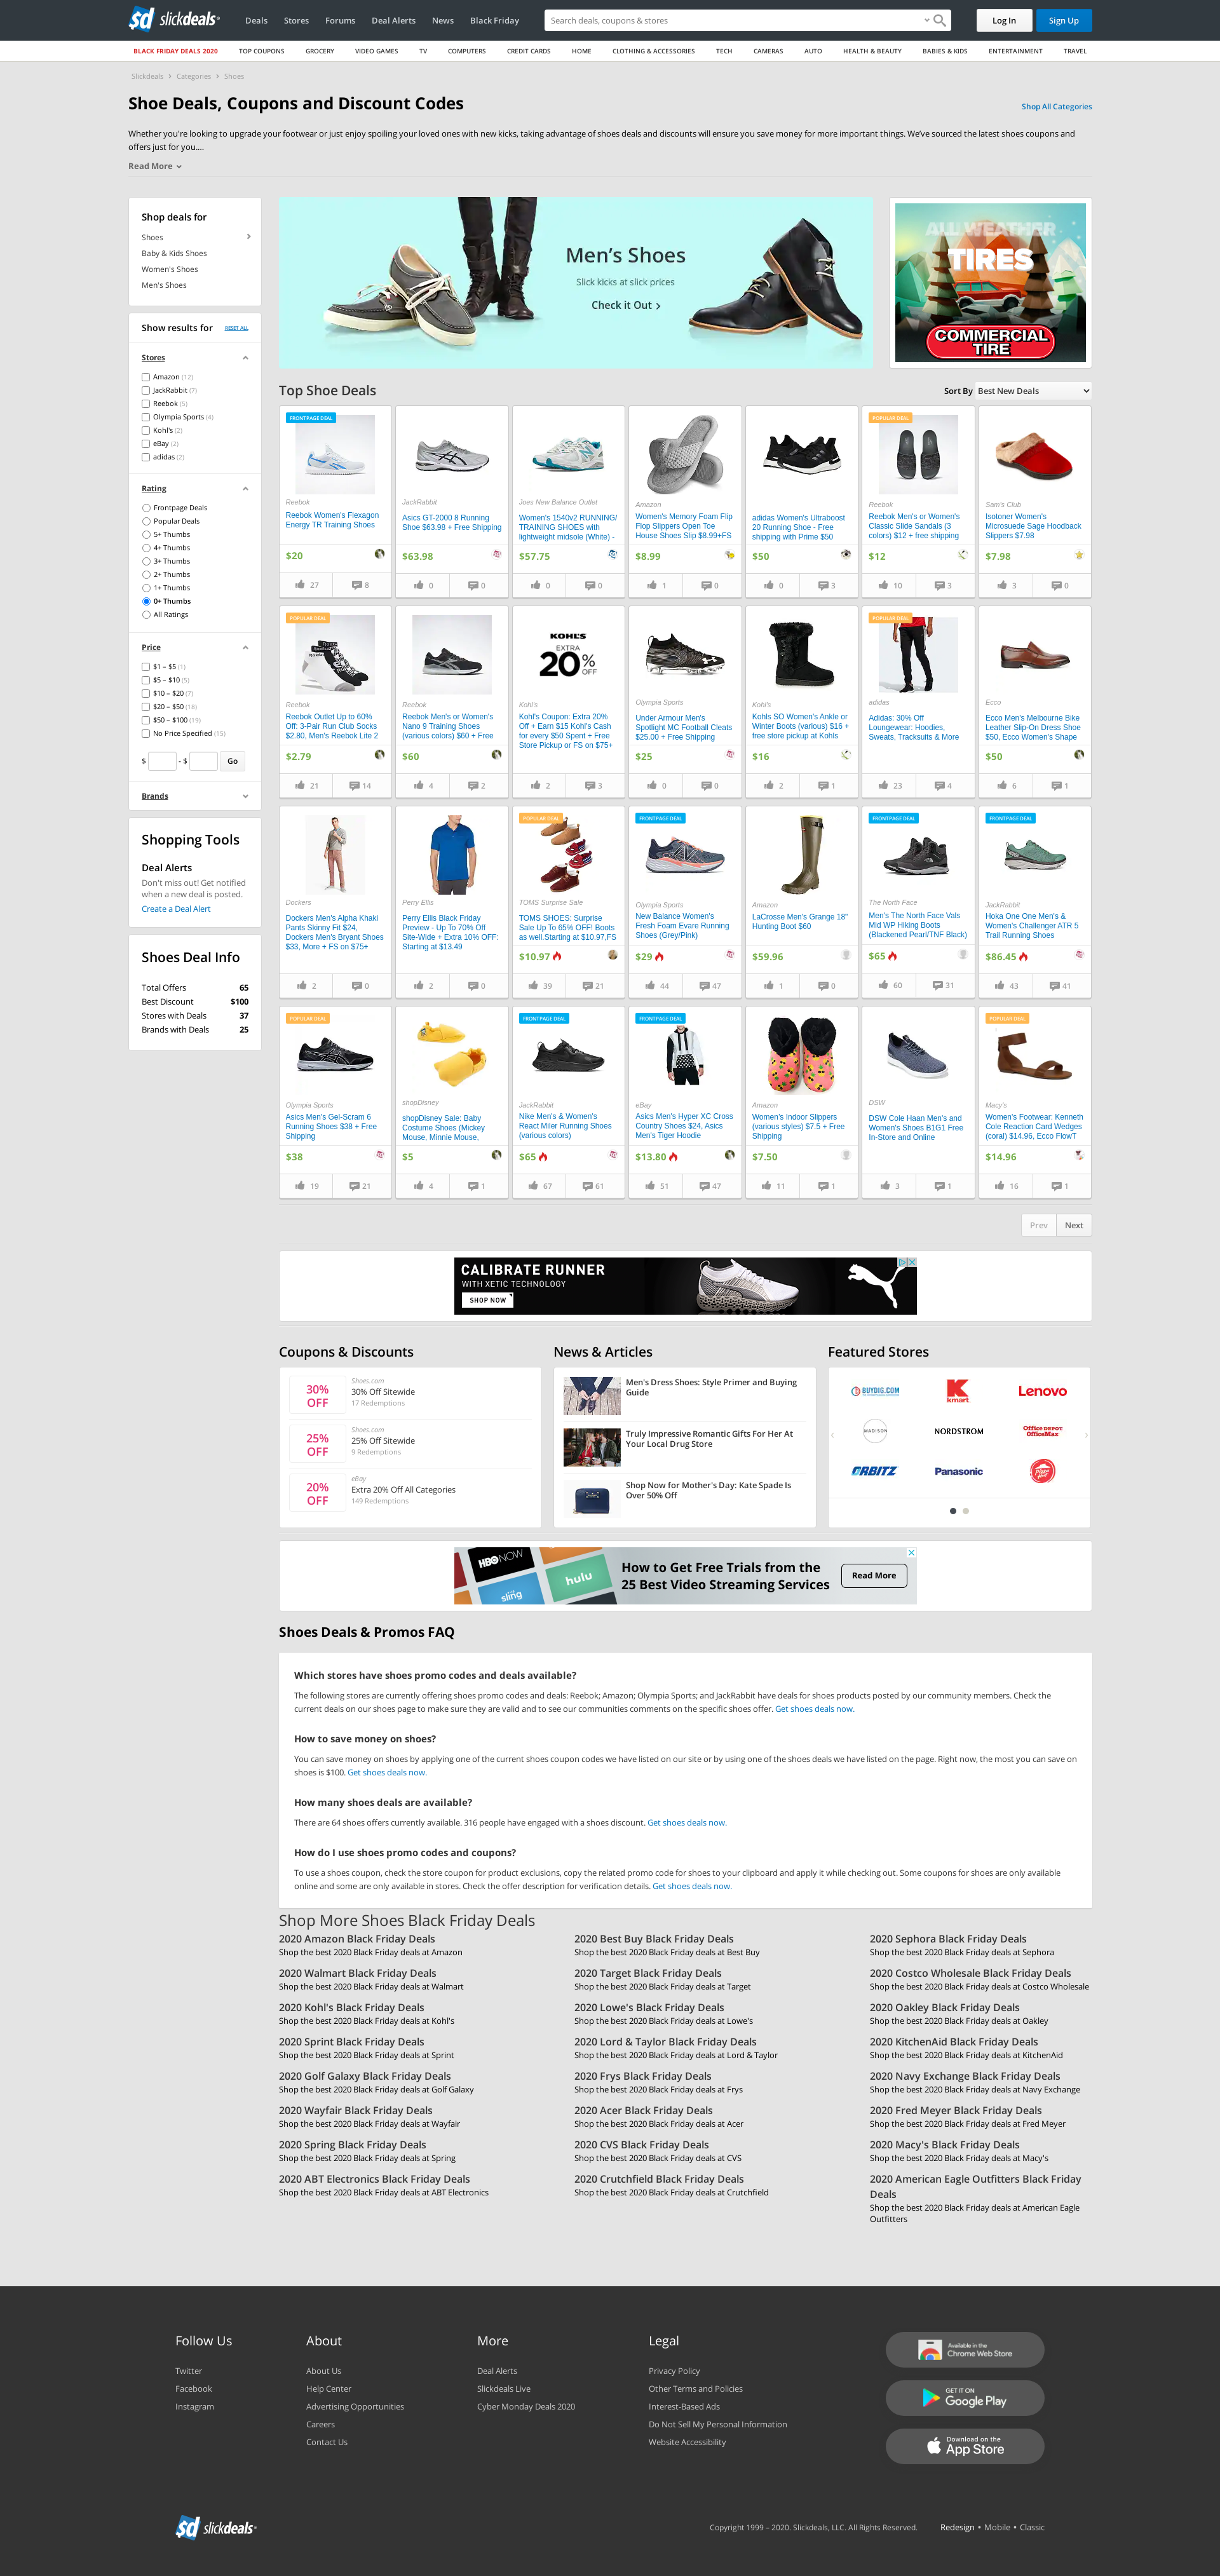 slickdeals
Deals
Stores
Forums
Deal Alerts
News
Black Friday
Search deals, coupons & stores
Log In
Sign Up
BLACK FRIDAY DEALS 2020
TOP COUPONS
GROCERY
VIDEO GAMES
TV
COMPUTERS
CREDIT CARDS
HOME
CLOTHING & ACCESSORIES
TECH
CAMERAS
AUTO
HEALTH & BEAUTY
BABIES & KIDS
ENTERTAINMENT
TRAVEL
Slickdeals > Categories > Shoes
Shoe Deals, Coupons and Discount Codes
Shop All Categories
Whether you're looking to upgrade your footwear or just enjoy spoiling your loved ones with new kicks, taking advantage of shoes deals and discounts will ensure you save money for more important things. We've sourced the latest shoes coupons and
offers just for you....
Read More
Shop deals for
Shoes
Baby & Kids Shoes
Women's Shoes
Men's Shoes
Show results for
RESET ALL
Stores
Amazon (12)
JackRabbit (7)
Reebok (5)
Olympia Sports (4)
Kohl's (2)
eBay (2)
adidas (2)
Rating
Frontpage Deals
Popular Deals
5+ Thumbs
4+ Thumbs
3+ Thumbs
2+ Thumbs
1+ Thumbs
0+ Thumbs
All Ratings
Price
$1 – $5 (1)
$5 – $10 (5)
$10 – $20 (7)
$20 – $50 (18)
$50 – $100 (19)
No Price Specified (15)
$ - $ Go
Brands
Shopping Tools
Deal Alerts
Don't miss out! Get notified
when a new deal is posted.
Create a Deal Alert
Shoes Deal Info
Total Offers 65
Best Discount $100
Stores with Deals 37
Brands with Deals 25
Men's Shoes
Slick kicks at slick prices
Check it Out >
ALL WEATHER
TIRES
COMMERCIAL
TIRE
Top Shoe Deals
Sort By Best New Deals
FRONTPAGE DEAL
Reebok
Reebok Women's Flexagon
Energy TR Training Shoes
$20
27 8
JackRabbit
Asics GT-2000 8 Running
Shoe $63.98 + Free Shipping
$63.98
0 0
Joes New Balance Outlet
Women's 1540v2 RUNNING/
TRAINING SHOES with
lightweight midsole (White) -
$57.75
0 0
Amazon
Women's Memory Foam Flip
Flop Slippers Open Toe
House Shoes Slip $8.99+FS
$8.99
1 0
adidas Women's Ultraboost
20 Running Shoe - Free
shipping with Prime $50
$50
0 3
POPULAR DEAL
Reebok
Reebok Men's or Women's
Classic Slide Sandals (3
colors) $12 + free shipping
$12
10 3
Sam's Club
Isotoner Women's
Microsuede Sage Hoodback
Slippers $7.98
$7.98
3 0
POPULAR DEAL
Reebok
Reebok Outlet Up to 60%
Off: 3-Pair Run Club Socks
$2.80, Men's Reebok Lite 2
$2.79
21 14
Reebok
Reebok Men's or Women's
Nano 9 Training Shoes
(various colors) $60 + Free
$60
4 2
KOHL'S
EXTRA
20% OFF
Kohl's
Kohl's Coupon: Extra 20%
Off + Earn $15 Kohl's Cash
for every $50 Spent + Free
Store Pickup or FS on $75+
2 3
Olympia Sports
Under Armour Men's
Spotlight MC Football Cleats
$25.00 + Free Shipping
$25
0 0
Kohl's
Kohls SO Women's Ankle or
Winter Boots (various) $16 +
free store pickup at Kohls
$16
2 1
POPULAR DEAL
adidas
Adidas: 30% Off
Loungewear: Hoodies,
Sweats, Tracksuits & More
23 4
Ecco
Ecco Men's Melbourne Bike
Leather Slip-On Dress Shoe
$50, Ecco Women's Shape
$50
6 1
Dockers
Dockers Men's Alpha Khaki
Pants Skinny Fit $24,
Dockers Men's Bryant Shoes
$33, More + FS on $75+
2 0
Perry Ellis
Perry Ellis Black Friday
Preview - Up To 70% Off
Site-Wide + Extra 10% OFF:
Starting at $13.49
2 0
POPULAR DEAL
TOMS Surprise Sale
TOMS SHOES: Surprise
Sale Up To 65% OFF! Boots
as well.Starting at $10.97,FS
$10.97
39 21
FRONTPAGE DEAL
Olympia Sports
New Balance Women's
Fresh Foam Evare Running
Shoes (Grey/Pink)
$29
44 47
Amazon
LaCrosse Men's Grange 18"
Hunting Boot $60
$59.96
1 0
FRONTPAGE DEAL
The North Face
Men's The North Face Vals
Mid WP Hiking Boots
(Blackened Pearl/TNF Black)
$65
60 31
FRONTPAGE DEAL
JackRabbit
Hoka One One Men's &
Women's Challenger ATR 5
Trail Running Shoes
$86.45
43 41
POPULAR DEAL
Olympia Sports
Asics Men's Gel-Scram 6
Running Shoes $38 + Free
Shipping
$38
19 21
shopDisney
shopDisney Sale: Baby
Costume Shoes (Mickey
Mouse, Minnie Mouse,
$5
4 1
FRONTPAGE DEAL
JackRabbit
Nike Men's & Women's
React Miler Running Shoes
(various colors)
$65
67 61
FRONTPAGE DEAL
eBay
Asics Men's Hyper XC Cross
Country Shoes $24, Asics
Men's Tiger Hoodie
$13.80
51 47
Amazon
Women's Indoor Slippers
(various styles) $7.5 + Free
Shipping
$7.50
11 1
DSW
DSW Cole Haan Men's and
Women's Shoes B1G1 Free
In-Store and Online
3 1
POPULAR DEAL
Macy's
Women's Footwear: Kenneth
Cole Reaction Card Wedges
(coral) $14.96, Ecco FlowT
$14.96
16 1
Prev Next
CALIBRATE RUNNER
WITH XETIC TECHNOLOGY
SHOP NOW
Coupons & Discounts
30% OFF
Shoes.com
30% Off Sitewide
17 Redemptions
25% OFF
Shoes.com
25% Off Sitewide
9 Redemptions
20% OFF
eBay
Extra 20% Off All Categories
149 Redemptions
News & Articles
Men's Dress Shoes: Style Primer and Buying
Guide
Truly Impressive Romantic Gifts For Her At
Your Local Drug Store
Shop Now for Mother's Day: Kate Spade Is
Over 50% Off
Featured Stores
BUYDIG.COM
kmart
Lenovo
MADISON
NORDSTROM
Office DEPOT
OfficeMax
ORBITZ
Panasonic
Pizza Hut
HBO NOW
sling
hulu
How to Get Free Trials from the
25 Best Video Streaming Services
Read More
Shoes Deals & Promos FAQ
Which stores have shoes promo codes and deals available?
The following stores are currently offering shoes promo codes and deals: Reebok; Amazon; Olympia Sports; and JackRabbit have deals for shoes products posted by our community members. Check the
current deals on our shoes page to make sure they are valid and to see our communities comments on the specific shoes offer. Get shoes deals now.
How to save money on shoes?
You can save money on shoes by applying one of the current shoes coupon codes we have listed on our site or by using one of the shoes deals we have listed on the page. Right now, the most you can save on
shoes is $100. Get shoes deals now.
How many shoes deals are available?
There are 64 shoes offers currently available. 316 people have engaged with a shoes discount. Get shoes deals now.
How do I use shoes promo codes and coupons?
To use a shoes coupon, check the store coupon for product exclusions, copy the related promo code for shoes to your clipboard and apply it while checking out. Some coupons for shoes are only available
online and some are only available in stores. Check the offer description for verification details. Get shoes deals now.
Shop More Shoes Black Friday Deals
2020 Amazon Black Friday Deals
Shop the best 2020 Black Friday deals at Amazon
2020 Best Buy Black Friday Deals
Shop the best 2020 Black Friday deals at Best Buy
2020 Sephora Black Friday Deals
Shop the best 2020 Black Friday deals at Sephora
2020 Walmart Black Friday Deals
Shop the best 2020 Black Friday deals at Walmart
2020 Target Black Friday Deals
Shop the best 2020 Black Friday deals at Target
2020 Costco Wholesale Black Friday Deals
Shop the best 2020 Black Friday deals at Costco Wholesale
2020 Kohl's Black Friday Deals
Shop the best 2020 Black Friday deals at Kohl's
2020 Lowe's Black Friday Deals
Shop the best 2020 Black Friday deals at Lowe's
2020 Oakley Black Friday Deals
Shop the best 2020 Black Friday deals at Oakley
2020 Sprint Black Friday Deals
Shop the best 2020 Black Friday deals at Sprint
2020 Lord & Taylor Black Friday Deals
Shop the best 2020 Black Friday deals at Lord & Taylor
2020 KitchenAid Black Friday Deals
Shop the best 2020 Black Friday deals at KitchenAid
2020 Golf Galaxy Black Friday Deals
Shop the best 2020 Black Friday deals at Golf Galaxy
2020 Frys Black Friday Deals
Shop the best 2020 Black Friday deals at Frys
2020 Navy Exchange Black Friday Deals
Shop the best 2020 Black Friday deals at Navy Exchange
2020 Wayfair Black Friday Deals
Shop the best 2020 Black Friday deals at Wayfair
2020 Acer Black Friday Deals
Shop the best 2020 Black Friday deals at Acer
2020 Fred Meyer Black Friday Deals
Shop the best 2020 Black Friday deals at Fred Meyer
2020 Spring Black Friday Deals
Shop the best 2020 Black Friday deals at Spring
2020 CVS Black Friday Deals
Shop the best 2020 Black Friday deals at CVS
2020 Macy's Black Friday Deals
Shop the best 2020 Black Friday deals at Macy's
2020 ABT Electronics Black Friday Deals
Shop the best 2020 Black Friday deals at ABT Electronics
2020 Crutchfield Black Friday Deals
Shop the best 2020 Black Friday deals at Crutchfield
2020 American Eagle Outfitters Black Friday
Deals
Shop the best 2020 Black Friday deals at American Eagle
Outfitters
Follow Us
Twitter
Facebook
Instagram
About
About Us
Help Center
Advertising Opportunities
Careers
Contact Us
More
Deal Alerts
Slickdeals Live
Cyber Monday Deals 2020
Legal
Privacy Policy
Other Terms and Policies
Interest-Based Ads
Do Not Sell My Personal Information
Website Accessibility
Available in the
Chrome Web Store
GET IT ON
Google Play
Download on the
App Store
slickdeals
Copyright 1999 – 2020. Slickdeals, LLC. All Rights Reserved.
Redesign • Mobile • Classic